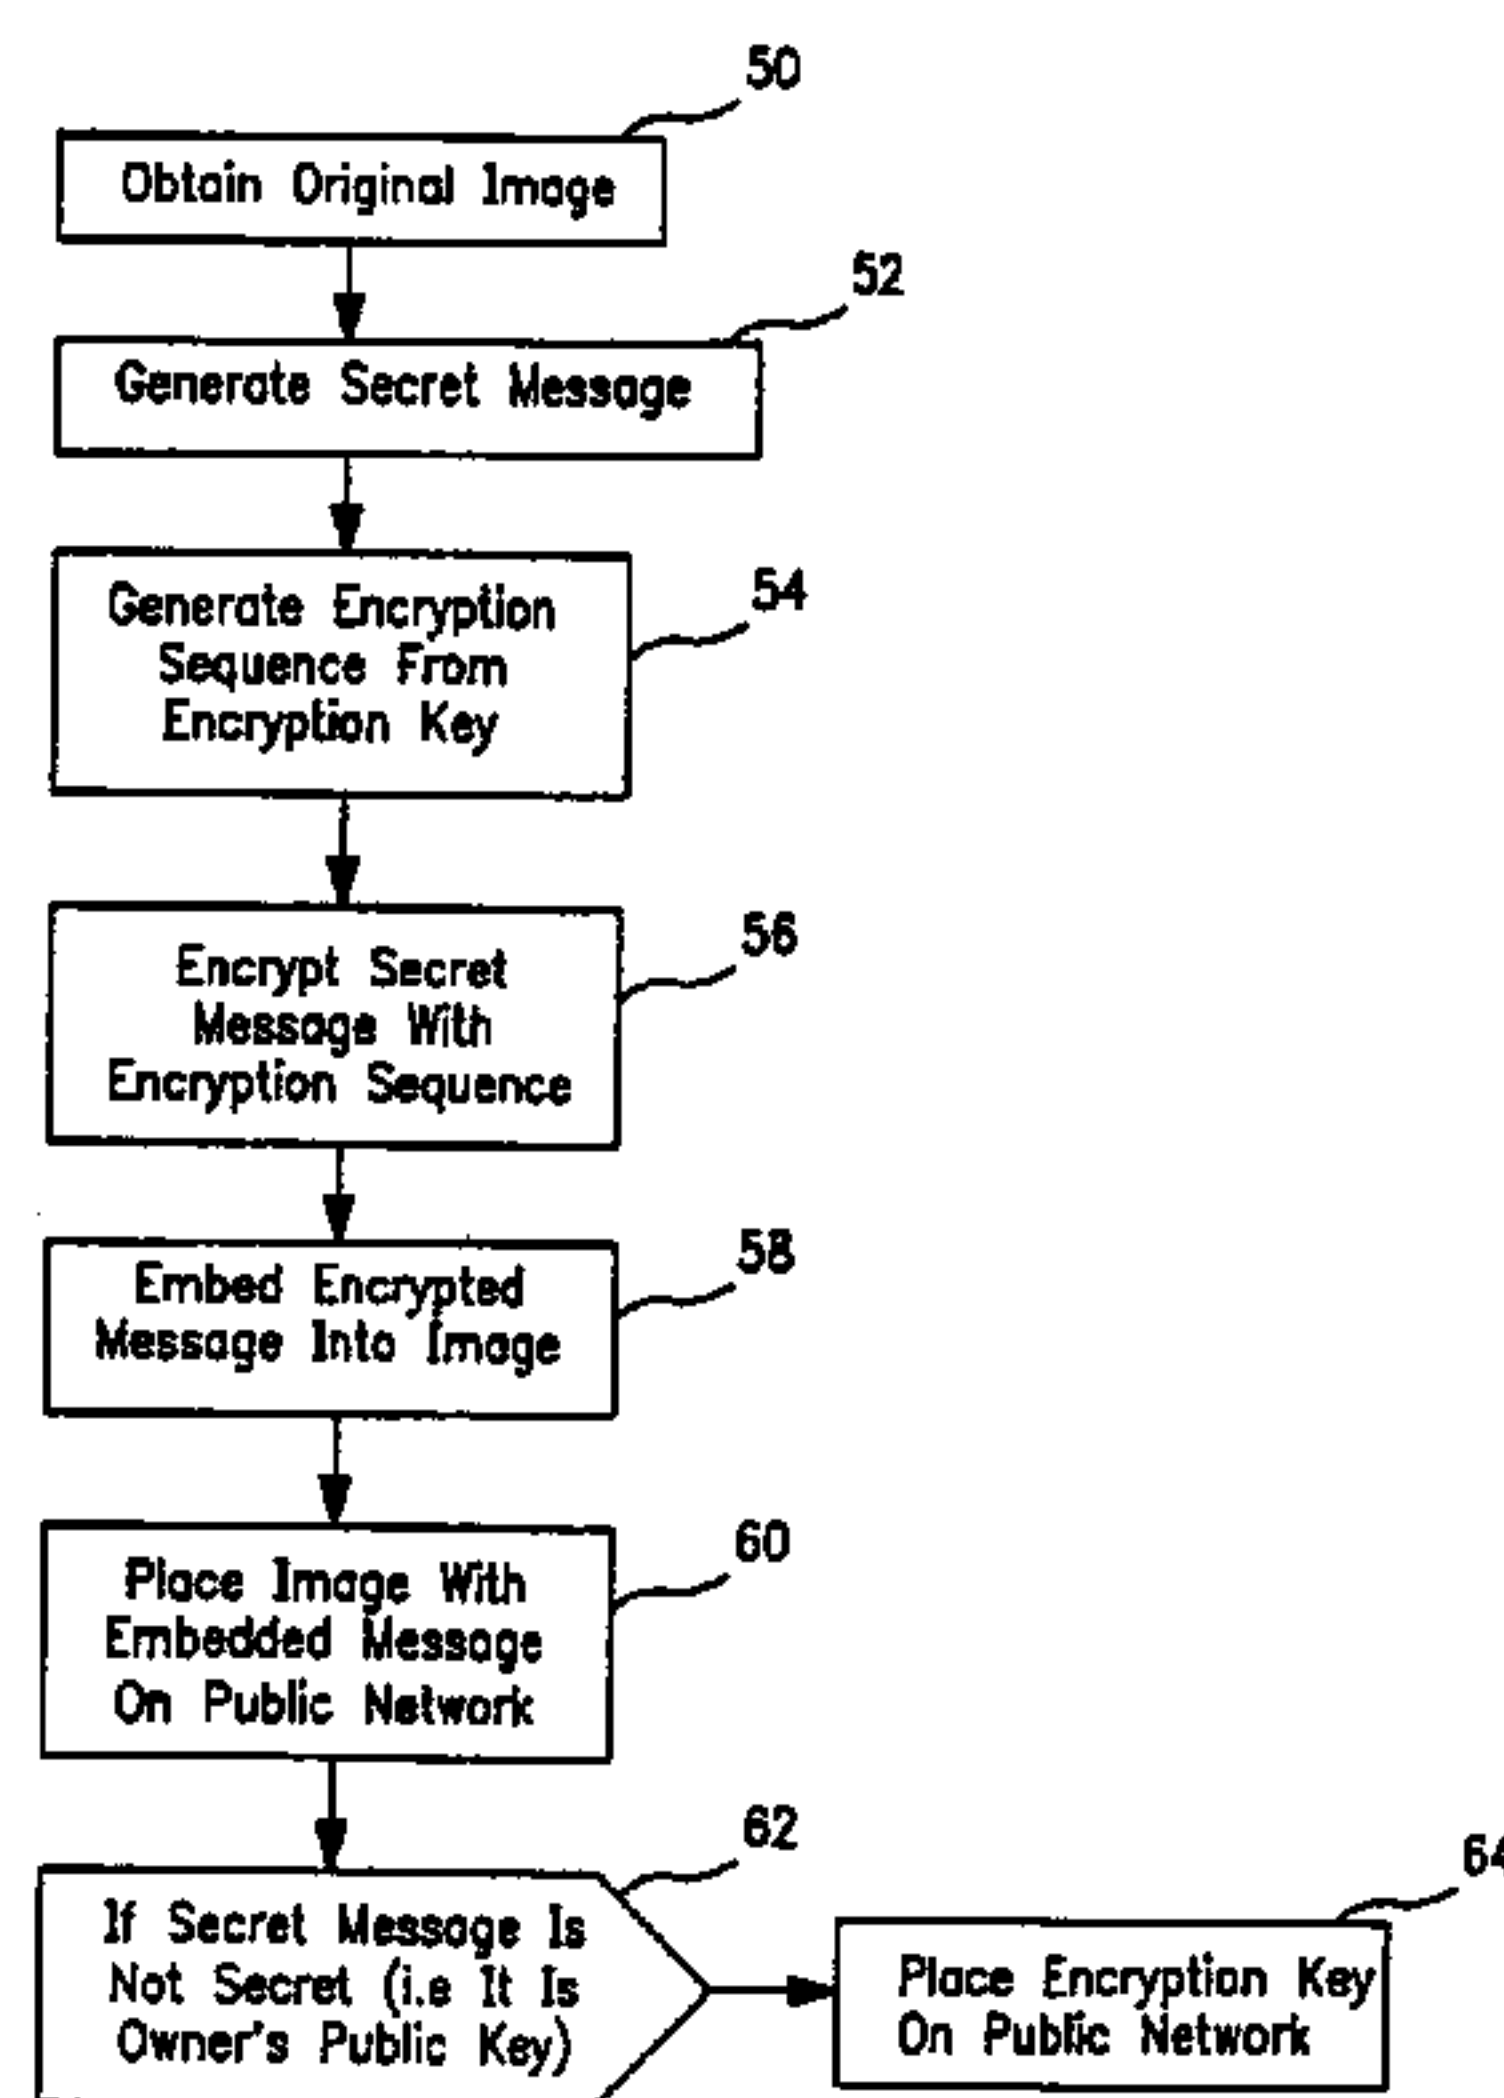 50
Obtain Original Image
52
Generate Secret Message
54
Generate Encryption
Sequence From
Encryption Key
56
Encrypt Secret
Message With
Encryption Sequence
58
Embed Encrypted
Message Into Image
60
Place Image With
Embedded Message
On Public Network
62
If Secret Message Is
Not Secret (i.e It Is
Owner's Public Key)
64
Place Encryption Key
On Public Network